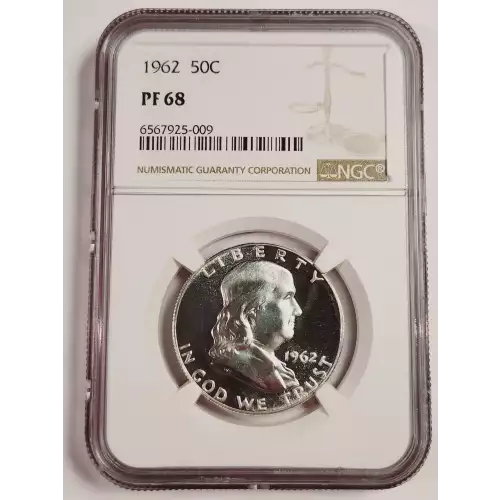 1962 50C
PF 68
6567925-009
NUMISMATIC GUARANTY CORPORATION NGC®
LIBERTY
1962
IN GOD WE TRUST